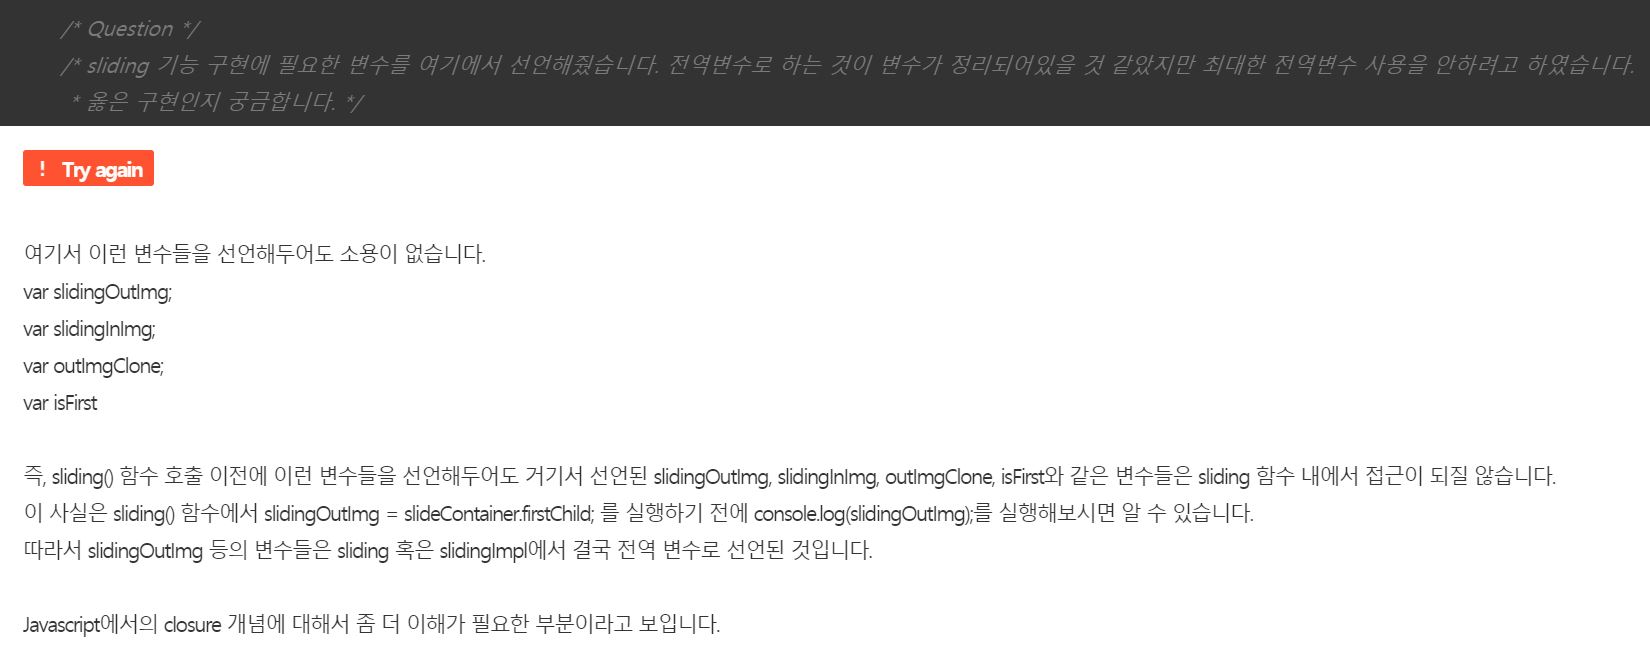 /* Question */
/* sliding 기능 구현에 필요한 변수를 여기에서 선언해줬습니다. 전역변수로 하는 것이 변수가 정리되어있을 것 같았지만 최대한 전역변수 사용을 안하려고 하였습니다.
* 옳은 구현인지 궁금합니다. */
! Try again
여기서 이런 변수들을 선언해두어도 소용이 없습니다.
var slidingOutImg;
var slidingInImg;
var outImgClone;
var isFirst
즉, sliding() 함수 호출 이전에 이런 변수들을 선언해두어도 거기서 선언된 slidingOutImg, slidingInImg, outImgClone, isFirst와 같은 변수들은 sliding 함수 내에서 접근이 되질 않습니다.
이 사실은 sliding() 함수에서 slidingOutImg = slideContainer.firstChild; 를 실행하기 전에 console.log(slidingOutImg);를 실행해보시면 알 수 있습니다.
따라서 slidingOutImg 등의 변수들은 sliding 혹은 slidingImpl에서 결국 전역 변수로 선언된 것입니다.
Javascript에서의 closure 개념에 대해서 좀 더 이해가 필요한 부분이라고 보입니다.